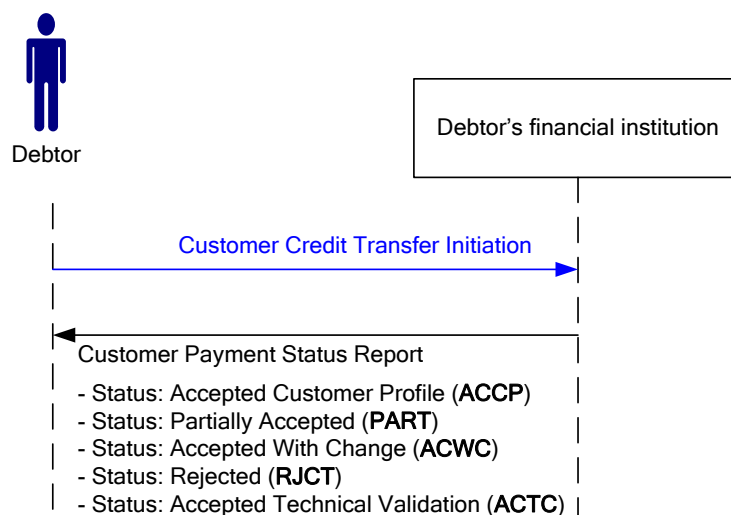 Debtor
Debtor's financial institution
Customer Credit Transfer Initiation
Customer Payment Status Report
- Status: Accepted Customer Profile (ACCP)
- Status: Partially Accepted (PART)
- Status: Accepted With Change (ACWC)
- Status: Rejected (RJCT)
- Status: Accepted Technical Validation (ACTC)